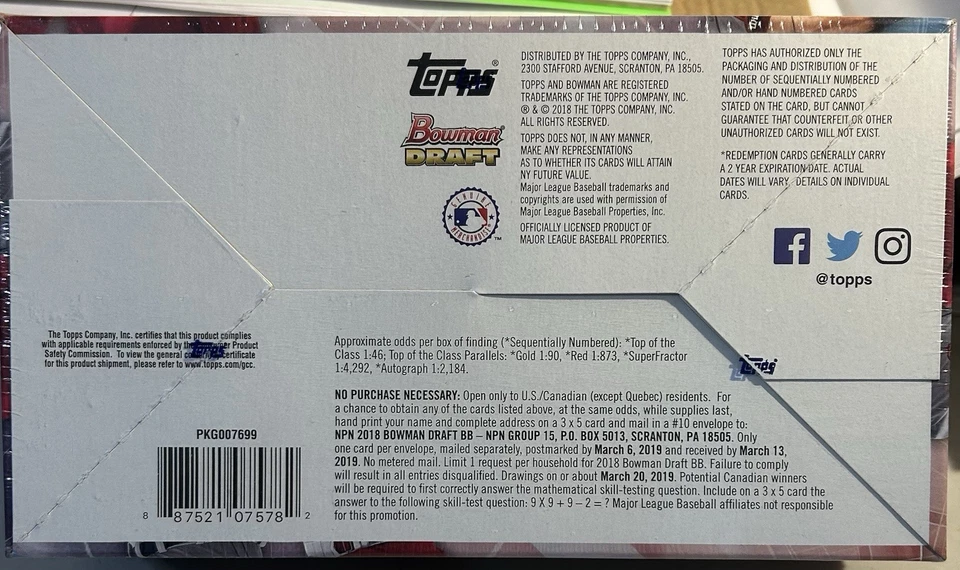 Topps®
Bowman®
DRAFT
GENUINE
MERCHANDISE
TM
DISTRIBUTED BY THE TOPPS COMPANY, INC.,
2300 STAFFORD AVENUE, SCRANTON, PA 18505.
TOPPS AND BOWMAN ARE REGISTERED
TRADEMARKS OF THE TOPPS COMPANY, INC.
® & © 2018 THE TOPPS COMPANY, INC.
ALL RIGHTS RESERVED.
TOPPS DOES NOT, IN ANY MANNER,
MAKE ANY REPRESENTATIONS
AS TO WHETHER ITS CARDS WILL ATTAIN
NY FUTURE VALUE.
Major League Baseball trademarks and
copyrights are used with permission of
Major League Baseball Properties, Inc.
OFFICIALLY LICENSED PRODUCT OF
MAJOR LEAGUE BASEBALL PROPERTIES.
TOPPS HAS AUTHORIZED ONLY THE
PACKAGING AND DISTRIBUTION OF THE
NUMBER OF SEQUENTIALLY NUMBERED
AND/OR HAND NUMBERED CARDS
STATED ON THE CARD, BUT CANNOT
GUARANTEE THAT COUNTERFEIT OR OTHER
UNAUTHORIZED CARDS WILL NOT EXIST.
*REDEMPTION CARDS GENERALLY CARRY
A 2 YEAR EXPIRATION DATE. ACTUAL
DATES WILL VARY. DETAILS ON INDIVIDUAL
CARDS.
@topps
The Topps Company, Inc. certifies that this product complies
with applicable requirements enforced by the Product
Safety Commission. To view the general certificate
for this product shipment, please refer to www.topps.com/gcc.
Topps
Topps
PKG007699
8 87521 07578 2
Approximate odds per box of finding (*Sequentially Numbered): *Top of the
Class 1:46; Top of the Class Parallels: *Gold 1:90, *Red 1:873, *SuperFractor
1:4,292, *Autograph 1:2,184.
NO PURCHASE NECESSARY: Open only to U.S./Canadian (except Quebec) residents. For
a chance to obtain any of the cards listed above, at the same odds, while supplies last,
hand print your name and complete address on a 3 x 5 card and mail in a #10 envelope to:
NPN 2018 BOWMAN DRAFT BB – NPN GROUP 15, P.O. BOX 5013, SCRANTON, PA 18505. Only
one card per envelope, mailed separately, postmarked by March 6, 2019 and received by March 13,
2019. No metered mail. Limit 1 request per household for 2018 Bowman Draft BB. Failure to comply
will result in all entries disqualified. Drawings on or about March 20, 2019. Potential Canadian winners
will be required to first correctly answer the mathematical skill-testing question. Include on a 3 x 5 card the
answer to the following skill-test question: 9 X 9 + 9 – 2 = ? Major League Baseball affiliates not responsible
for this promotion.